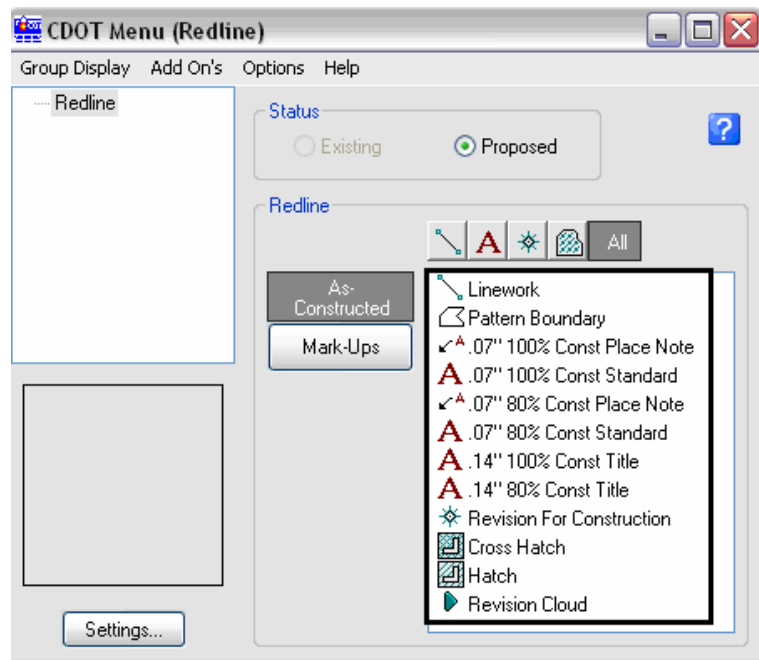 CDOT Menu (Redline)
Group Display Add On's Options Help
Redline
Status
Existing Proposed
?
Redline
A All
As-
Constructed
Mark-Ups
Linework
Pattern Boundary
A .07" 100% Const Place Note
A .07" 100% Const Standard
A .07" 80% Const Place Note
A .07" 80% Const Standard
A .14" 100% Const Title
A .14" 80% Const Title
Revision For Construction
Cross Hatch
Hatch
Revision Cloud
Settings...